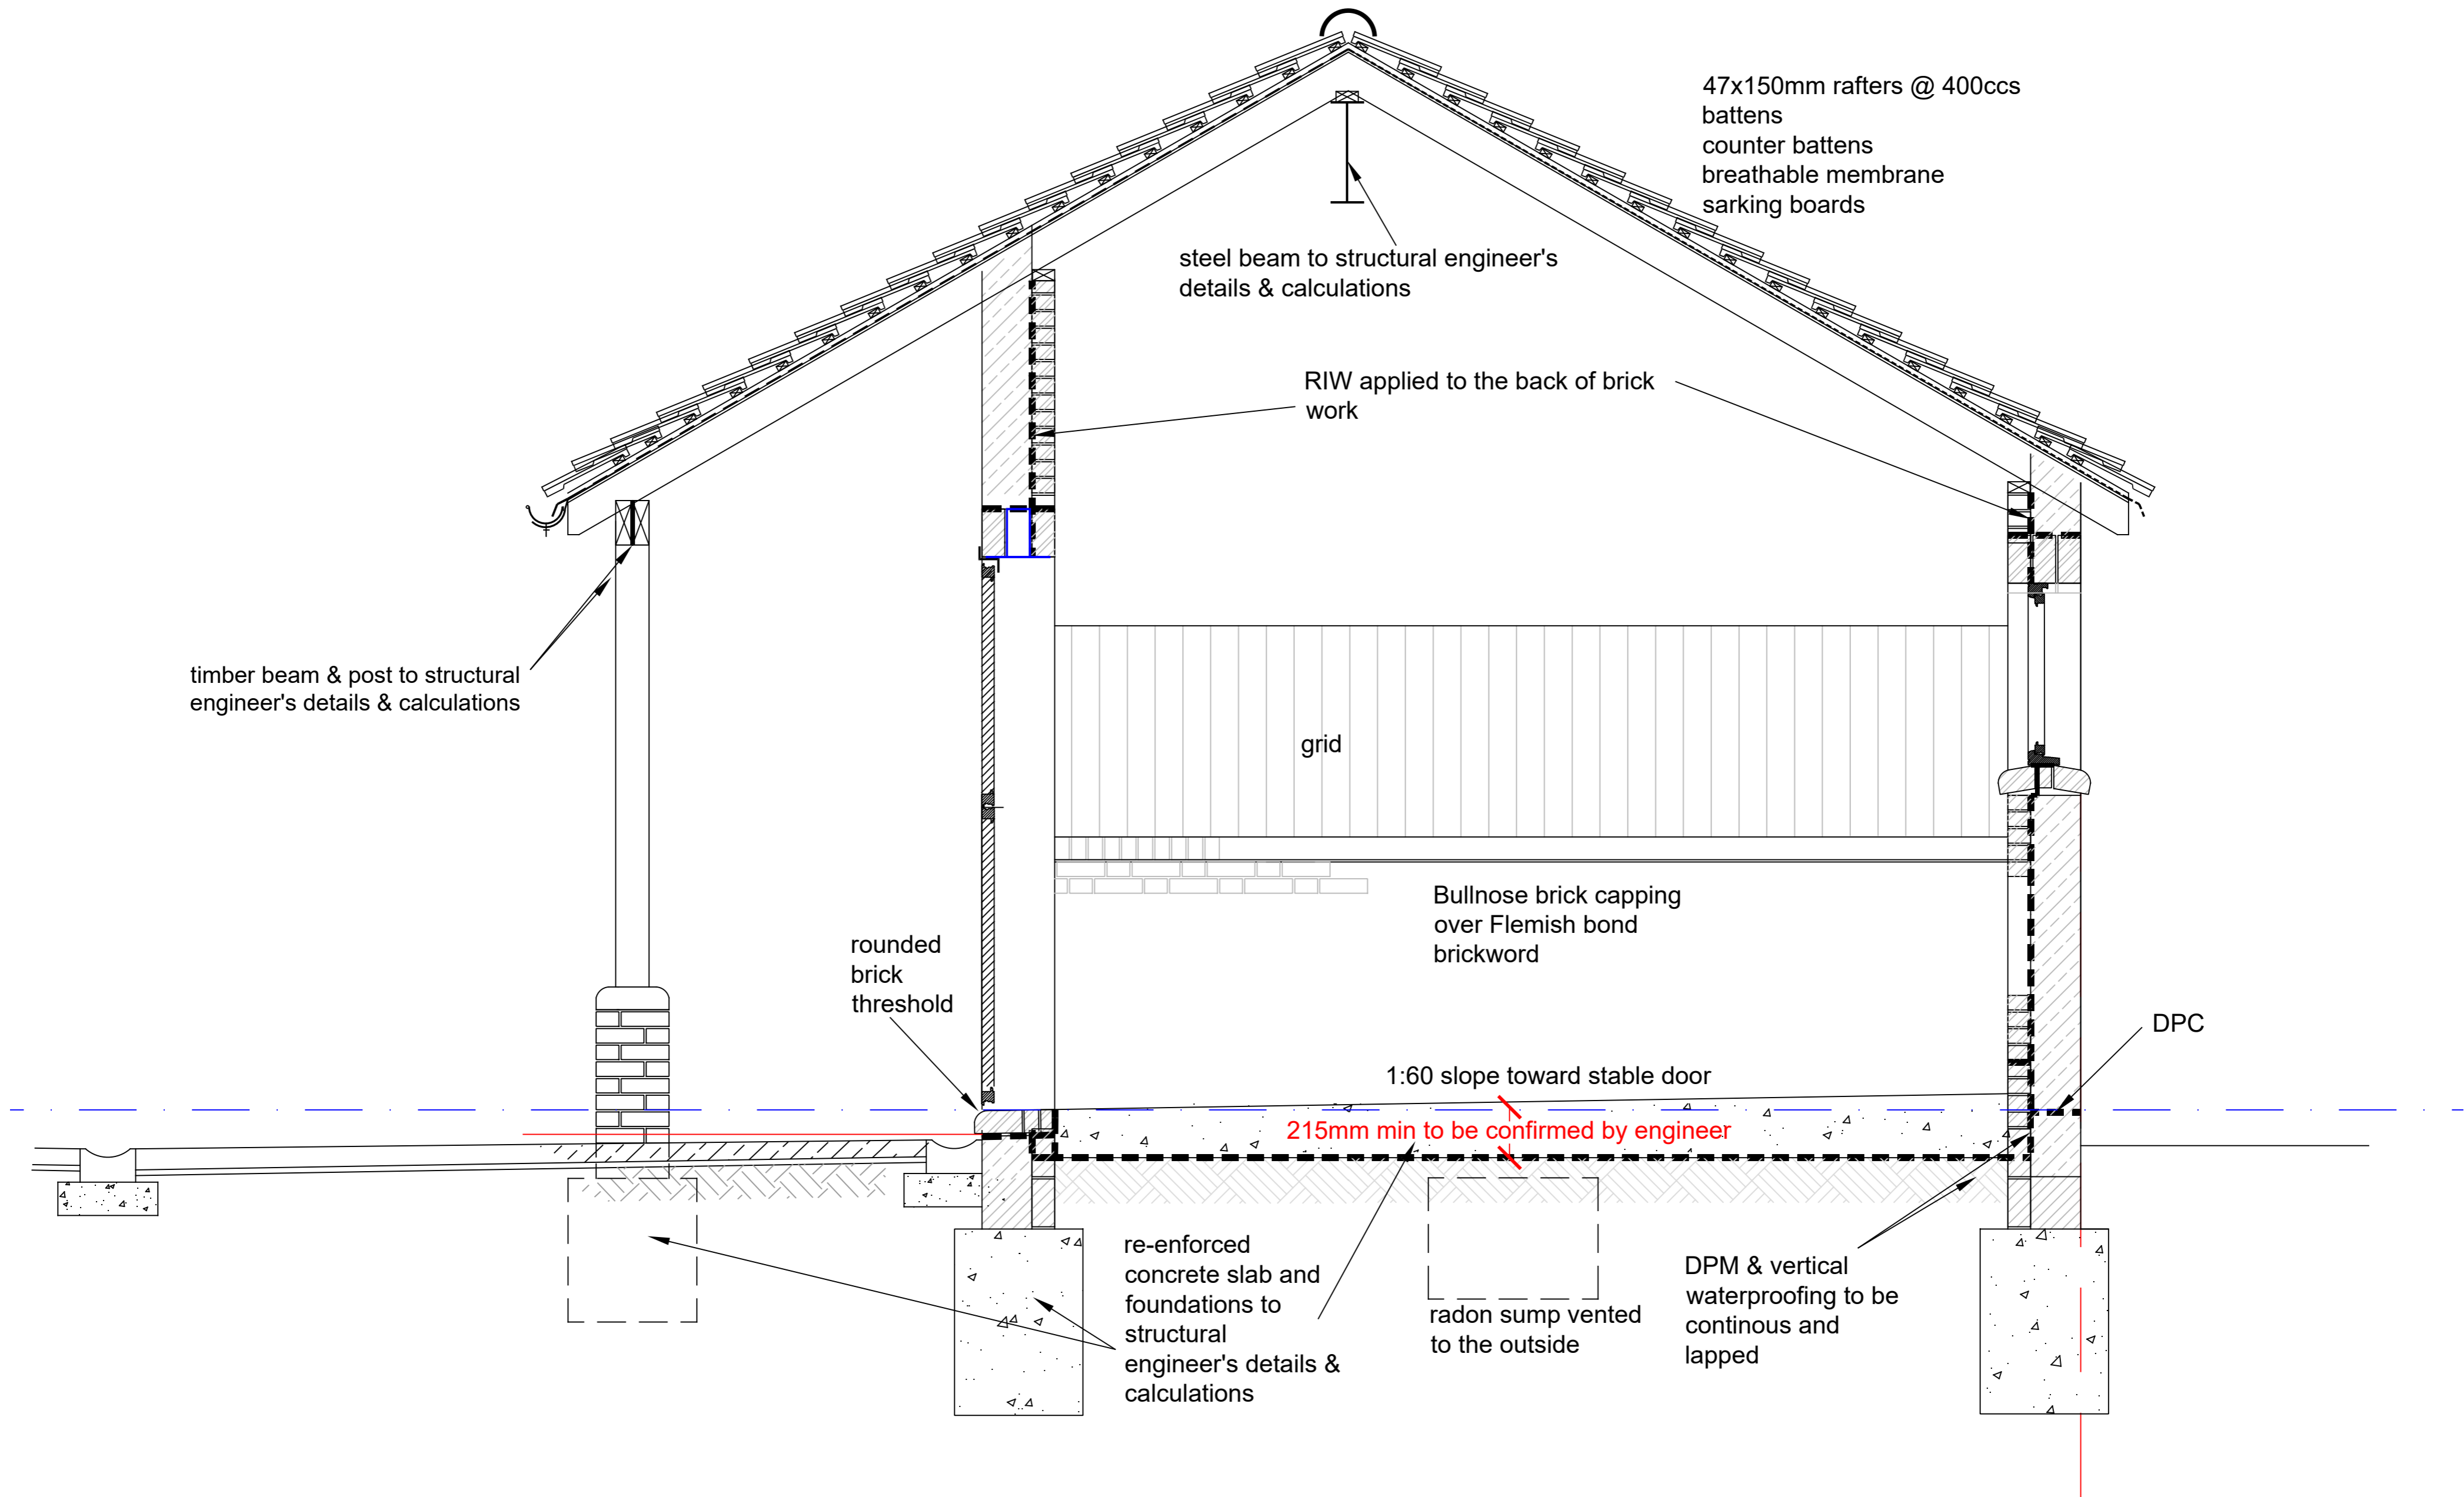 47x150mm rafters @ 400ccs
battens
counter battens
breathable membrane
sarking boards
steel beam to structural engineer's
details & calculations
RIW applied to the back of brick
work
timber beam & post to structural
engineer's details & calculations
grid
Bullnose brick capping
over Flemish bond
brickword
rounded
brick
threshold
DPC
1:60 slope toward stable door
215mm min to be confirmed by engineer
re-enforced
concrete slab and
foundations to
structural
engineer's details &
calculations
radon sump vented
to the outside
DPM & vertical
waterproofing to be
continous and
lapped